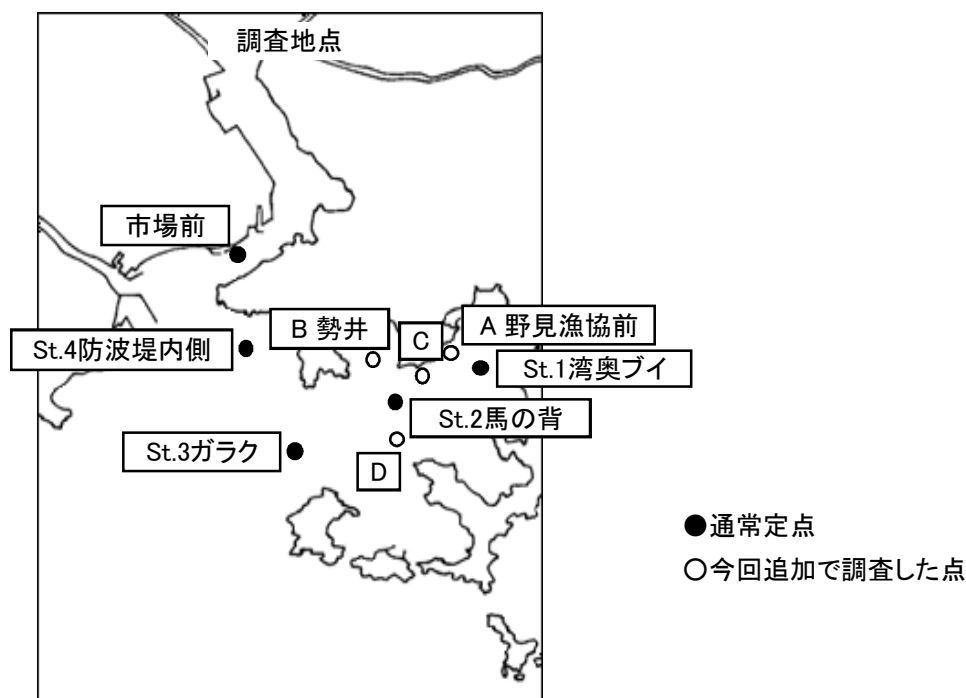 調査地点
市場前
B 勢井
C
A 野見漁協前
St.4防波堤内側
St.1湾奥ブイ
St.2馬の背
St.3ガラク
D
●通常定点
○今回追加で調査した点